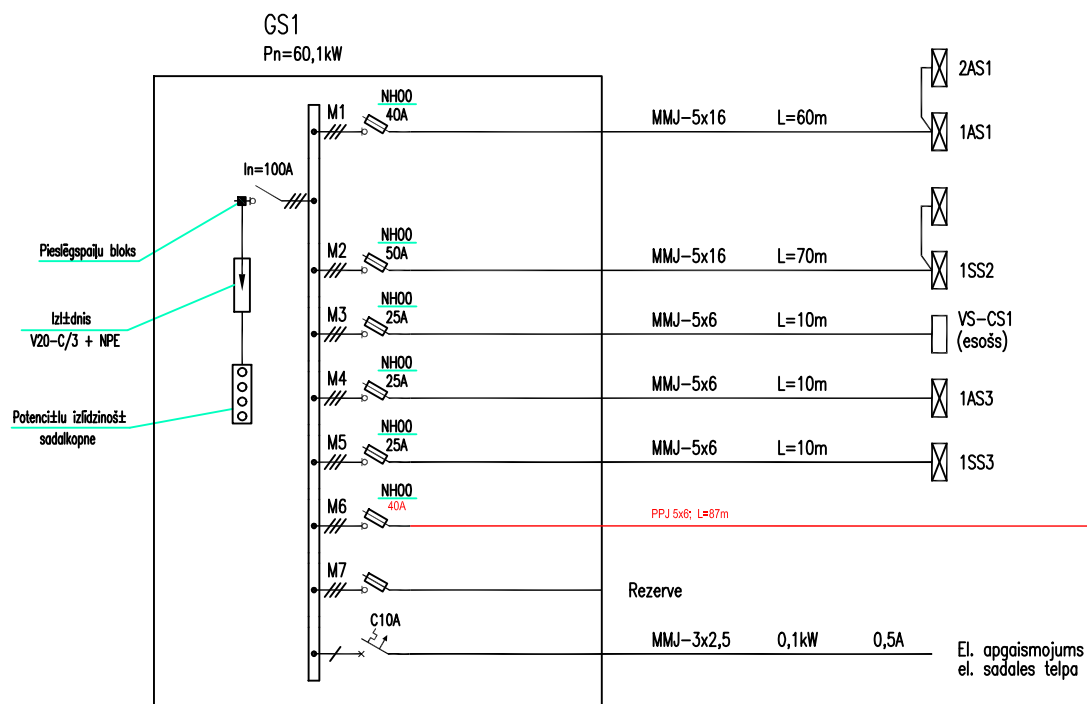 GS1
Pn=60,1kW
In=100A
Pieslēgspaiļu bloks
Izl±dnis
V20-C/3 + NPE
Potenci±lu izlīdzinoš±
sadalkopne
M1
NH00
40A
MMJ-5x16 L=60m
2AS1
1AS1
M2
NH00
50A
MMJ-5x16 L=70m
1SS2
M3
NH00
25A
MMJ-5x6 L=10m
VS-CS1
(esošs)
M4
NH00
25A
MMJ-5x6 L=10m
1AS3
M5
NH00
25A
MMJ-5x6 L=10m
1SS3
M6
NH00
40A
PPJ 5x6; L=87m
M7
Rezerve
C10A
MMJ-3x2,5 0,1kW 0,5A
El. apgaismojums
el. sadales telpa